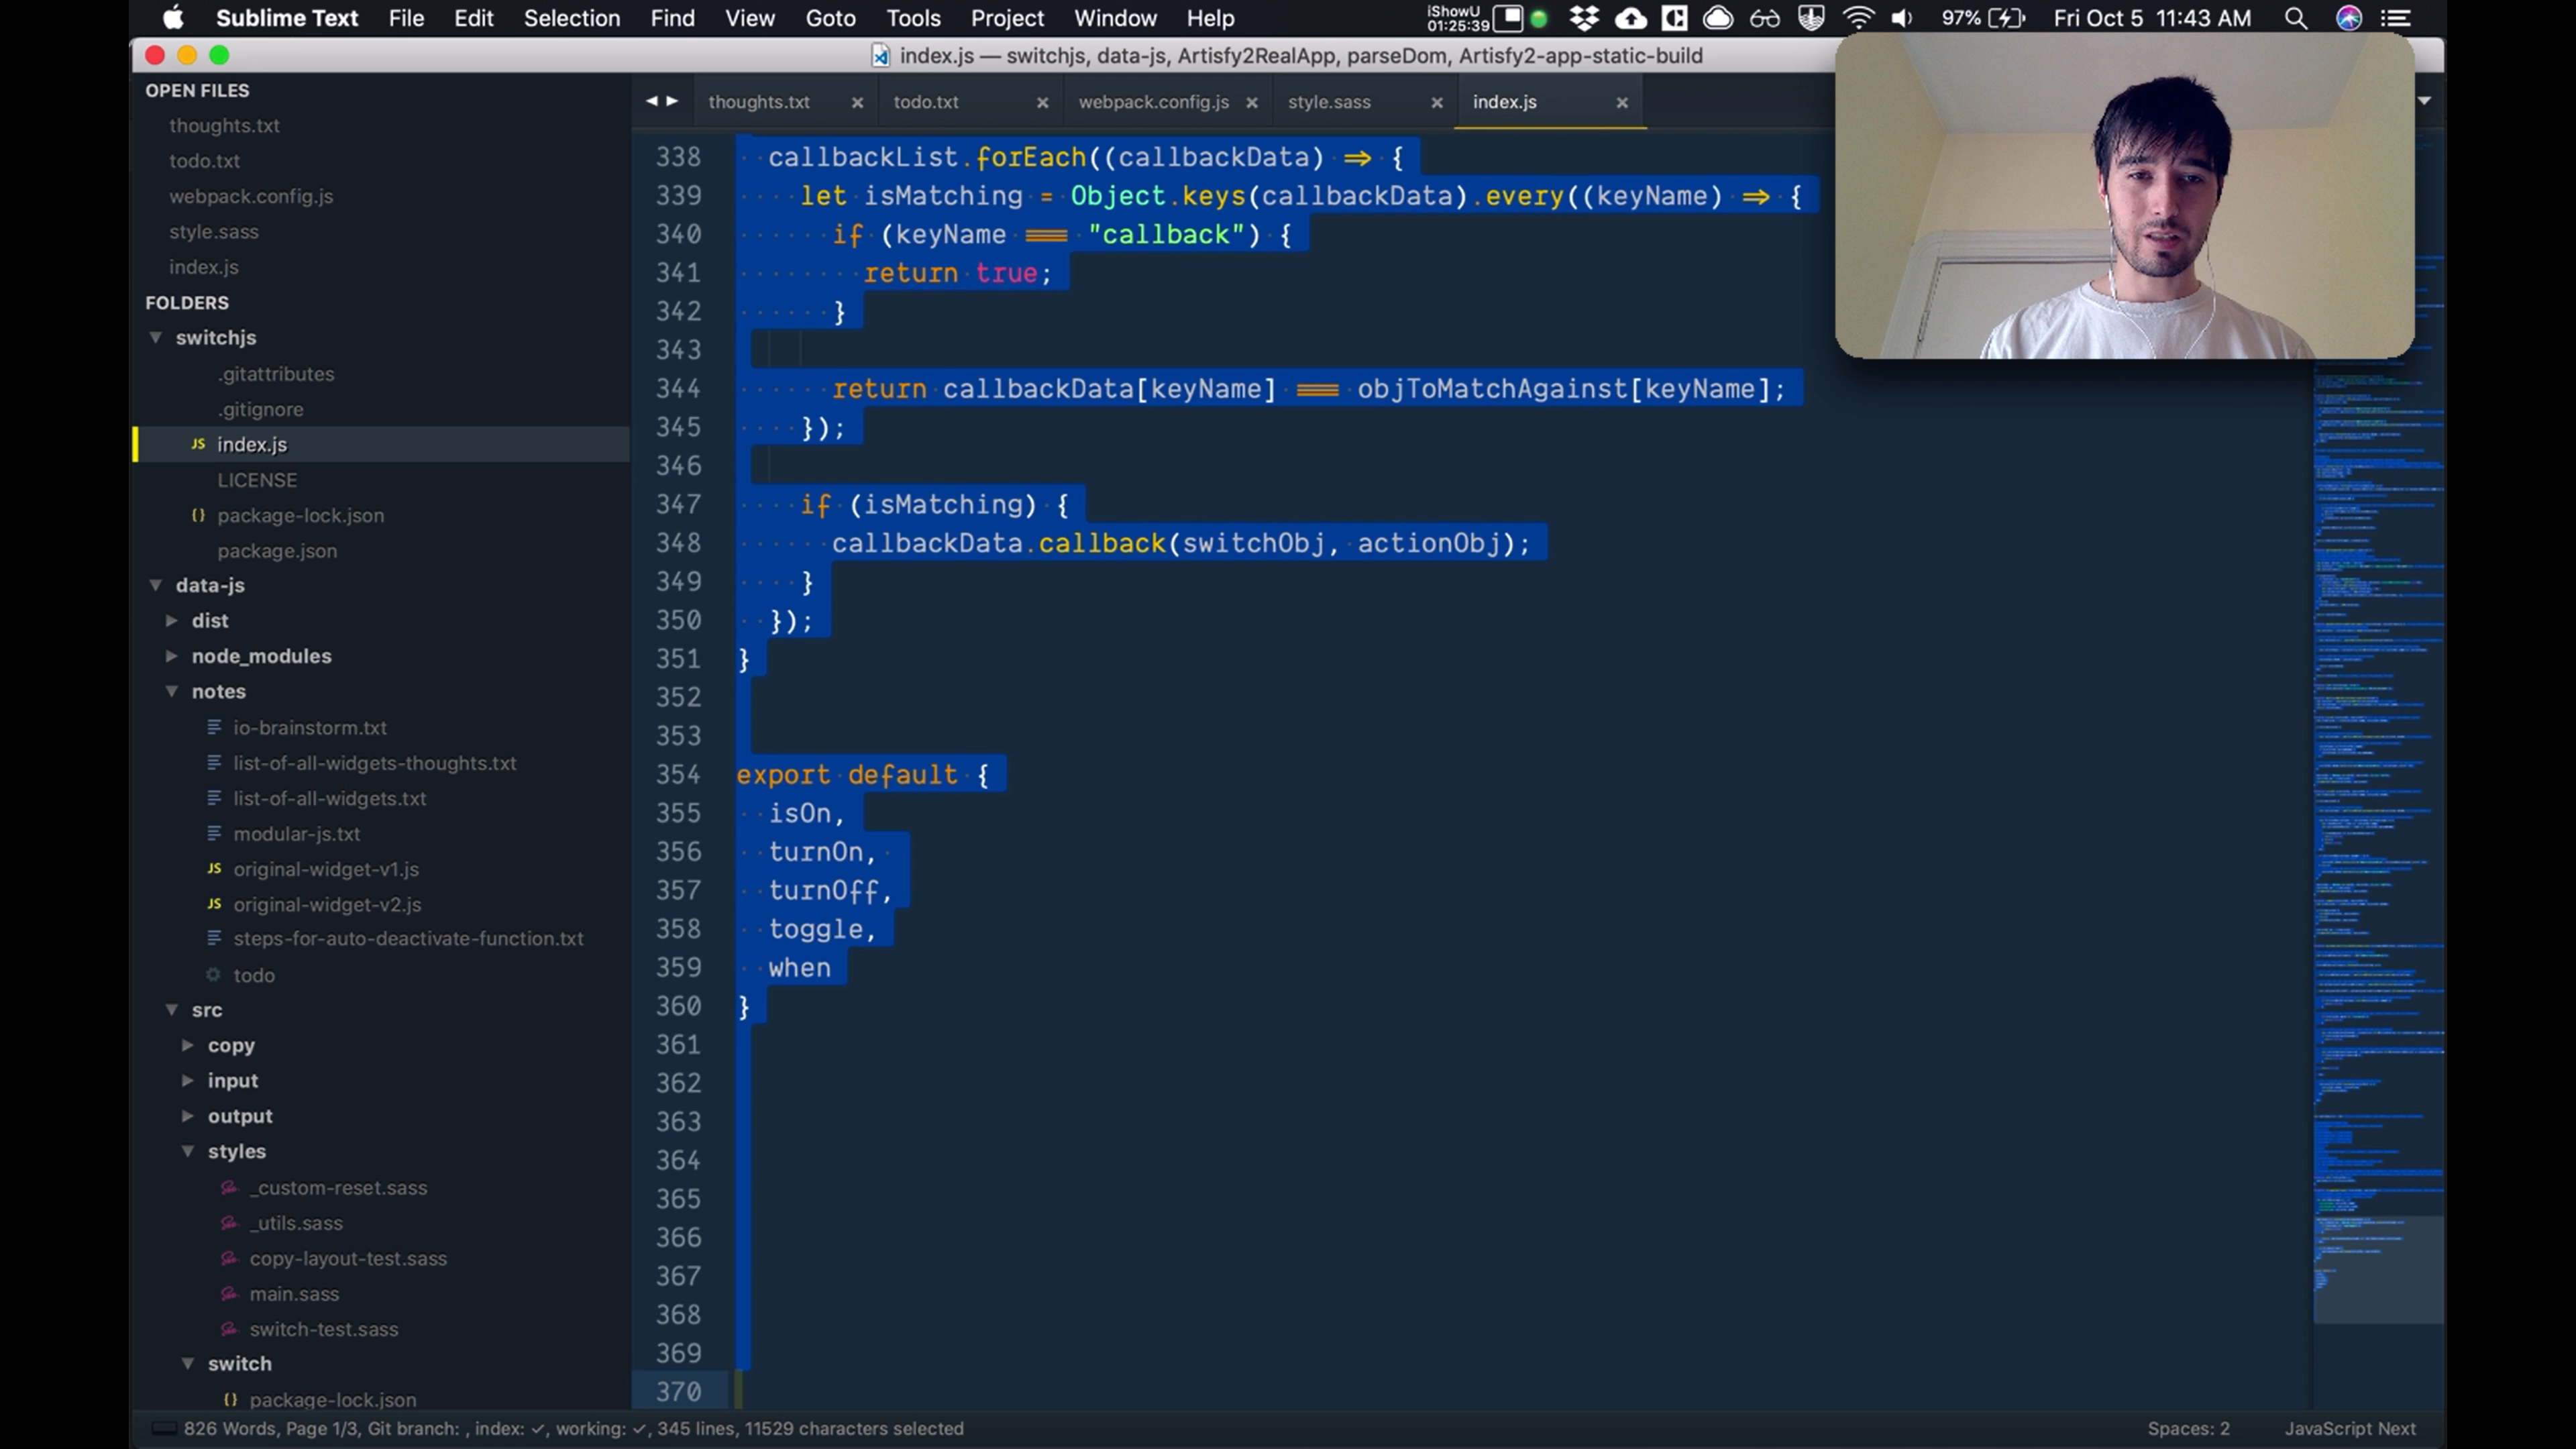 Sublime Text File Edit Selection Find View Goto Tools Project Window Help iShowU 01:25:39 97% Fri Oct 5 11:43 AM
index.js — switchjs, data-js, Artisfy2RealApp, parseDom, Artisfy2-app-static-build
OPEN FILES
thoughts.txt
todo.txt
webpack.config.js
style.sass
index.js
FOLDERS
switchjs
.gitattributes
.gitignore
JS index.js
LICENSE
{} package-lock.json
package.json
data-js
dist
node_modules
notes
io-brainstorm.txt
list-of-all-widgets-thoughts.txt
list-of-all-widgets.txt
modular-js.txt
JS original-widget-v1.js
JS original-widget-v2.js
steps-for-auto-deactivate-function.txt
todo
src
copy
input
output
styles
_custom-reset.sass
_utils.sass
copy-layout-test.sass
main.sass
switch-test.sass
switch
{} package-lock.json
thoughts.txt × todo.txt × webpack.config.js × style.sass × index.js ×
338 callbackList.forEach((callbackData) => {
339 let isMatching = Object.keys(callbackData).every((keyName) => {
340 if (keyName === "callback") {
341 return true;
342 }
343
344 return callbackData[keyName] === objToMatchAgainst[keyName];
345 });
346
347 if (isMatching) {
348 callbackData.callback(switchObj, actionObj);
349 }
350 });
351 }
352
353
354 export default {
355 isOn,
356 turnOn,
357 turnOff,
358 toggle,
359 when
360 }
361
362
363
364
365
366
367
368
369
370
826 Words, Page 1/3, Git branch: , index: ✓, working: ✓, 345 lines, 11529 characters selected Spaces: 2 JavaScript Next